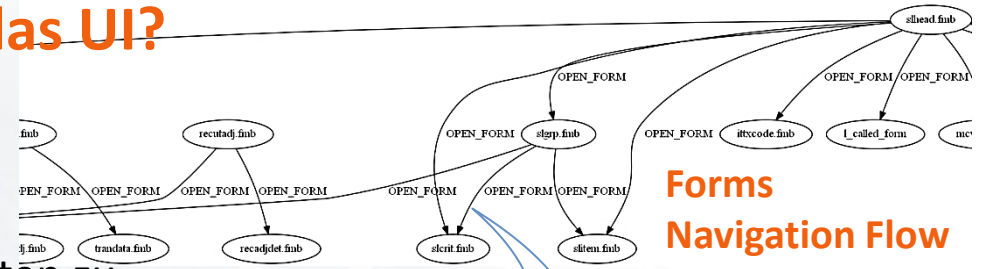 das UI?
slhead.fmb
OPEN_FORM
OPEN_FORM
OPEN_FORM
.fmb
recutadj.fmb
OPEN_FORM
slgrp.fmb
OPEN_FORM
ittxcode.fmb
l_called_form
OPEN_FORM
OPEN_FORM
OPEN_FORM
OPEN_FORM
OPEN_FORM
OPEN_FORM
OPEN_FORM
Forms
Navigation Flow
dj.fmb
trandata.fmb
recadjdet.fmb
slcrit.fmb
slitem.fmb
zu